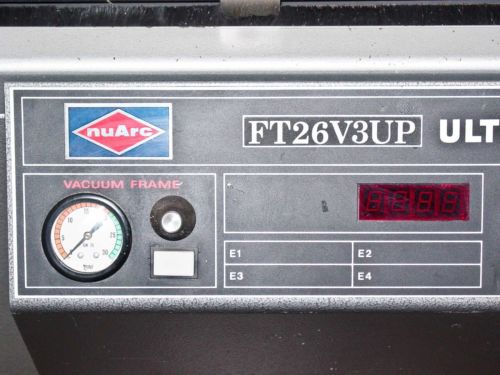 nuArc
FT26V3UP ULT
VACUUM FRAME
E1 E2
E3 E4